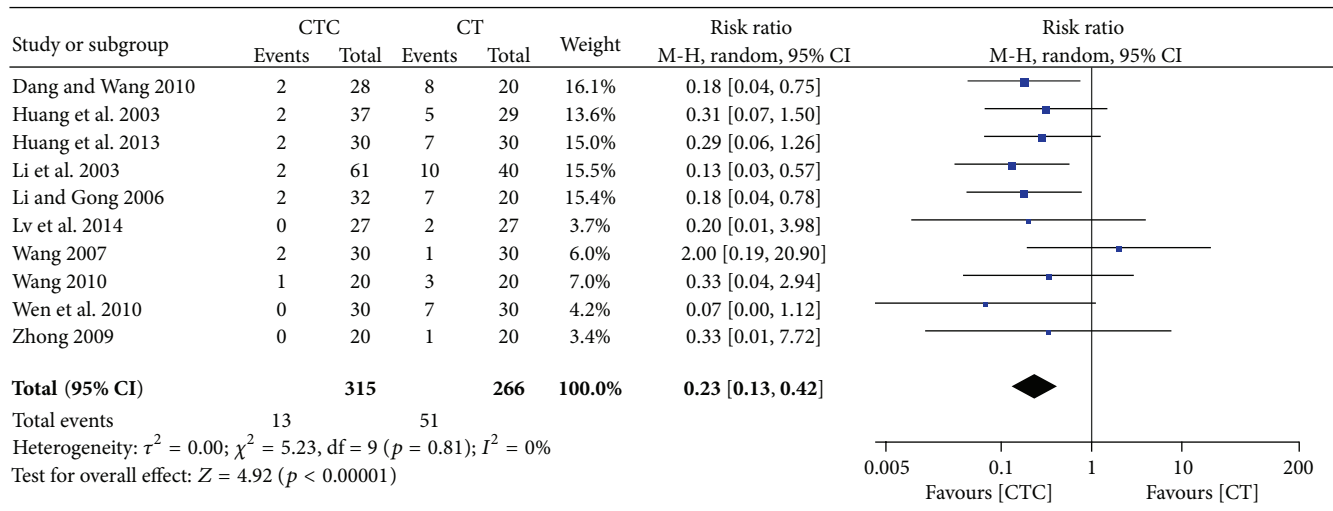 CTC CT Risk ratio Risk ratio
Study or subgroup Events Total Events Total Weight M-H, random, 95% CI M-H, random, 95% CI
Dang and Wang 2010 2 28 8 20 16.1% 0.18 [0.04, 0.75]
Huang et al. 2003 2 37 5 29 13.6% 0.31 [0.07, 1.50]
Huang et al. 2013 2 30 7 30 15.0% 0.29 [0.06, 1.26]
Li et al. 2003 2 61 10 40 15.5% 0.13 [0.03, 0.57]
Li and Gong 2006 2 32 7 20 15.4% 0.18 [0.04, 0.78]
Lv et al. 2014 0 27 2 27 3.7% 0.20 [0.01, 3.98]
Wang 2007 2 30 1 30 6.0% 2.00 [0.19, 20.90]
Wang 2010 1 20 3 20 7.0% 0.33 [0.04, 2.94]
Wen et al. 2010 0 30 7 30 4.2% 0.07 [0.00, 1.12]
Zhong 2009 0 20 1 20 3.4% 0.33 [0.01, 7.72]
Total (95% CI) 315 266 100.0% 0.23 [0.13, 0.42]
Total events 13 51
Heterogeneity: τ² = 0.00; χ² = 5.23, df = 9 (p = 0.81); I² = 0%
Test for overall effect: Z = 4.92 (p < 0.00001)
0.005 0.1 1 10 200
Favours [CTC] Favours [CT]